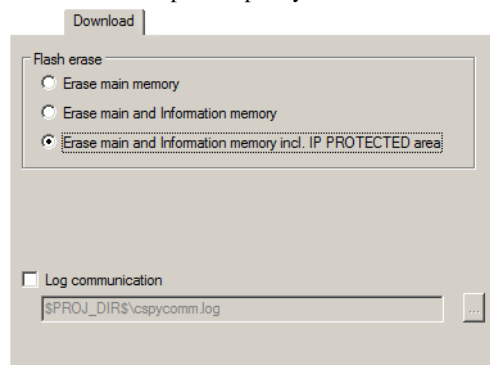 Download
Flash erase
Erase main memory
Erase main and Information memory
Erase main and Information memory incl. IP PROTECTED area
Log communication
$PROJ_DIR$\cspycomm.log
...